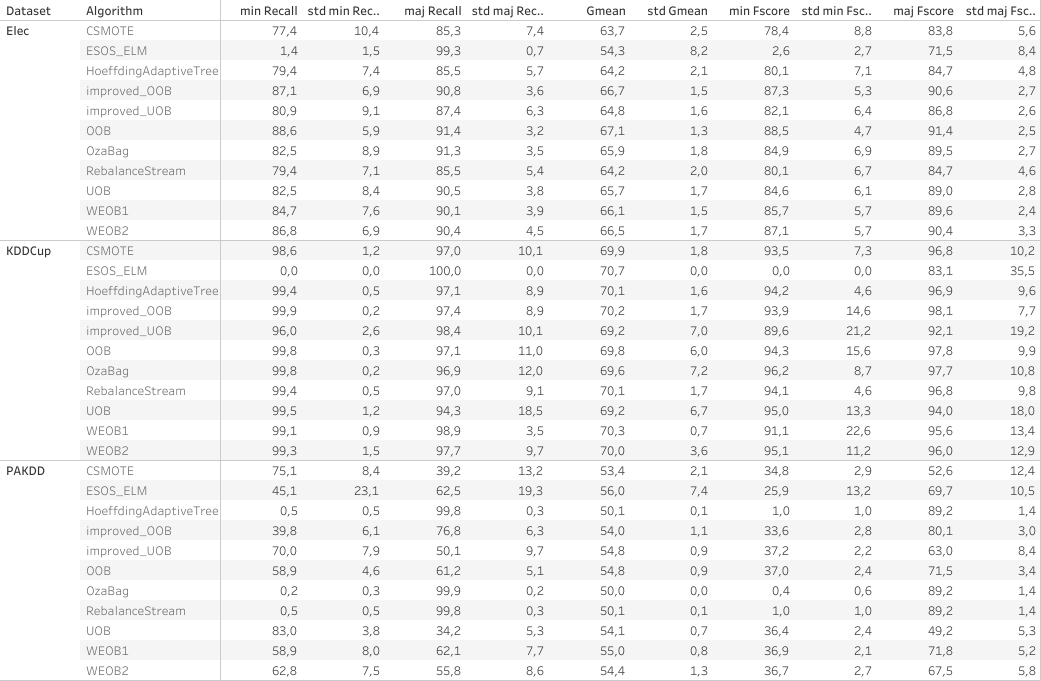 Dataset Algorithm min Recall std min Rec.. maj Recall std maj Rec.. Gmean std Gmean min Fscore std min Fsc.. maj Fscore std maj Fsc..
Elec CSMOTE 77,4 10,4 85,3 7,4 63,7 2,5 78,4 8,8 83,8 5,6
ESOS_ELM 1,4 1,5 99,3 0,7 54,3 8,2 2,6 2,7 71,5 8,4
HoeffdingAdaptiveTree 79,4 7,4 85,5 5,7 64,2 2,1 80,1 7,1 84,7 4,8
improved_OOB 87,1 6,9 90,8 3,6 66,7 1,5 87,3 5,3 90,6 2,7
improved_UOB 80,9 9,1 87,4 6,3 64,8 1,6 82,1 6,4 86,8 2,6
OOB 88,6 5,9 91,4 3,2 67,1 1,3 88,5 4,7 91,4 2,5
OzaBag 82,5 8,9 91,3 3,5 65,9 1,8 84,9 6,9 89,5 2,7
RebalanceStream 79,4 7,1 85,5 5,4 64,2 2,0 80,1 6,7 84,7 4,6
UOB 82,5 8,4 90,5 3,8 65,7 1,7 84,6 6,1 89,0 2,8
WEOB1 84,7 7,6 90,1 3,9 66,1 1,5 85,7 5,7 89,6 2,4
WEOB2 86,8 6,9 90,4 4,5 66,5 1,7 87,1 5,7 90,4 3,3
KDDCup CSMOTE 98,6 1,2 97,0 10,1 69,9 1,8 93,5 7,3 96,8 10,2
ESOS_ELM 0,0 0,0 100,0 0,0 70,7 0,0 0,0 0,0 83,1 35,5
HoeffdingAdaptiveTree 99,4 0,5 97,1 8,9 70,1 1,6 94,2 4,6 96,9 9,6
improved_OOB 99,9 0,2 97,4 8,9 70,2 1,7 93,9 14,6 98,1 7,7
improved_UOB 96,0 2,6 98,4 10,1 69,2 7,0 89,6 21,2 92,1 19,2
OOB 99,8 0,3 97,1 11,0 69,8 6,0 94,3 15,6 97,8 9,9
OzaBag 99,8 0,2 96,9 12,0 69,6 7,2 96,2 8,7 97,7 10,8
RebalanceStream 99,4 0,5 97,0 9,1 70,1 1,7 94,1 4,6 96,8 9,8
UOB 99,5 1,2 94,3 18,5 69,2 6,7 95,0 13,3 94,0 18,0
WEOB1 99,1 0,9 98,9 3,5 70,3 0,7 91,1 22,6 95,6 13,4
WEOB2 99,3 1,5 97,7 9,7 70,0 3,6 95,1 11,2 96,0 12,9
PAKDD CSMOTE 75,1 8,4 39,2 13,2 53,4 2,1 34,8 2,9 52,6 12,4
ESOS_ELM 45,1 23,1 62,5 19,3 56,0 7,4 25,9 13,2 69,7 10,5
HoeffdingAdaptiveTree 0,5 0,5 99,8 0,3 50,1 0,1 1,0 1,0 89,2 1,4
improved_OOB 39,8 6,1 76,8 6,3 54,0 1,1 33,6 2,8 80,1 3,0
improved_UOB 70,0 7,9 50,1 9,7 54,8 0,9 37,2 2,2 63,0 8,4
OOB 58,9 4,6 61,2 5,1 54,8 0,9 37,0 2,4 71,5 3,4
OzaBag 0,2 0,3 99,9 0,2 50,0 0,0 0,4 0,6 89,2 1,4
RebalanceStream 0,5 0,5 99,8 0,3 50,1 0,1 1,0 1,0 89,2 1,4
UOB 83,0 3,8 34,2 5,3 54,1 0,7 36,4 2,4 49,2 5,3
WEOB1 58,9 8,0 62,1 7,7 55,0 0,8 36,9 2,1 71,8 5,2
WEOB2 62,8 7,5 55,8 8,6 54,4 1,3 36,7 2,7 67,5 5,8